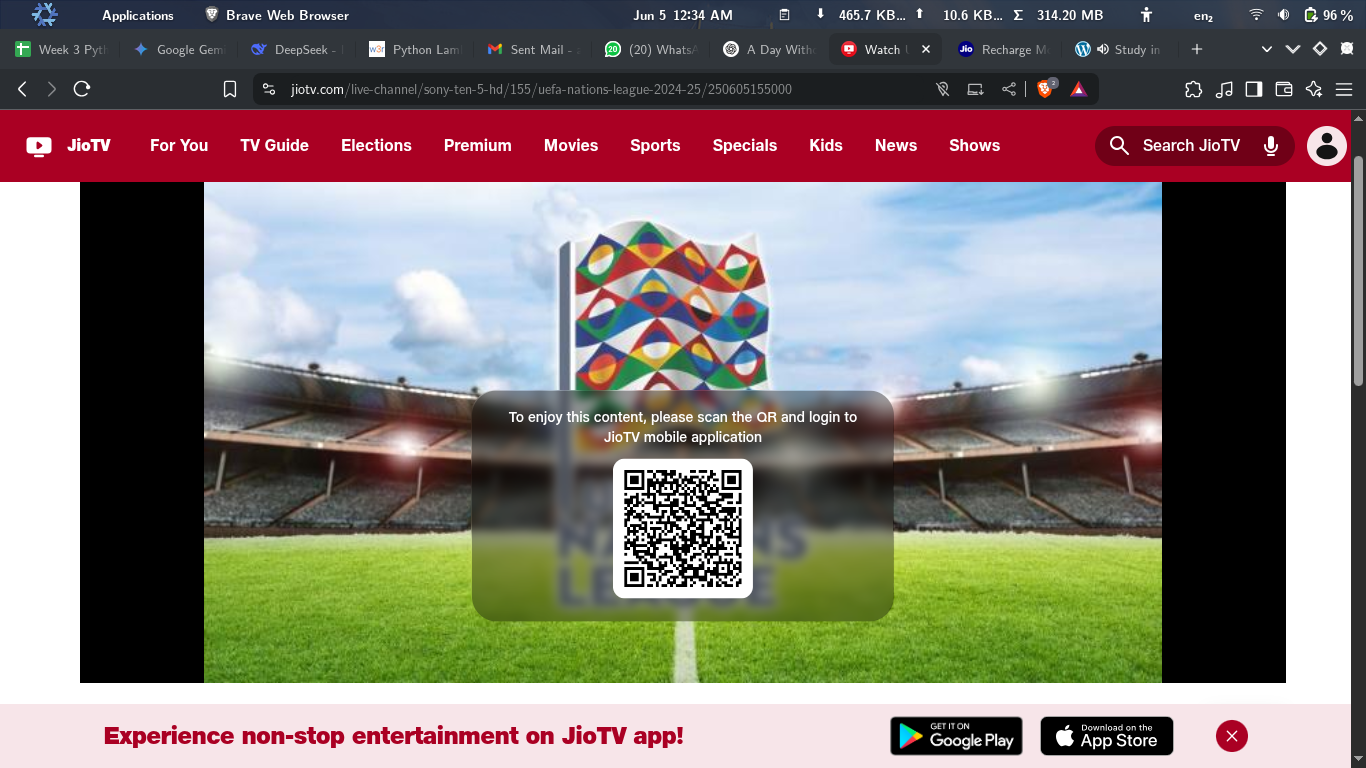 Applications
Brave Web Browser
Jun 5 12:34 AM
465.7 KB...
10.6 KB...
Σ 314.20 MB
en₂
96 %
Week 3 Pyth
Google Gemi
DeepSeek -
w3r Python Lam
Sent Mail -
20 (20) WhatsA
A Day Witho
Watch
Jio Recharge M
Study in
jiotv.com/live-channel/sony-ten-5-hd/155/uefa-nations-league-2024-25/250605155000
2
JioTV
For You
TV Guide
Elections
Premium
Movies
Sports
Specials
Kids
News
Shows
Search JioTV
To enjoy this content, please scan the QR and login to
JioTV mobile application
LEAGUE
Experience non-stop entertainment on JioTV app!
GET IT ON
Google Play
Download on the
App Store